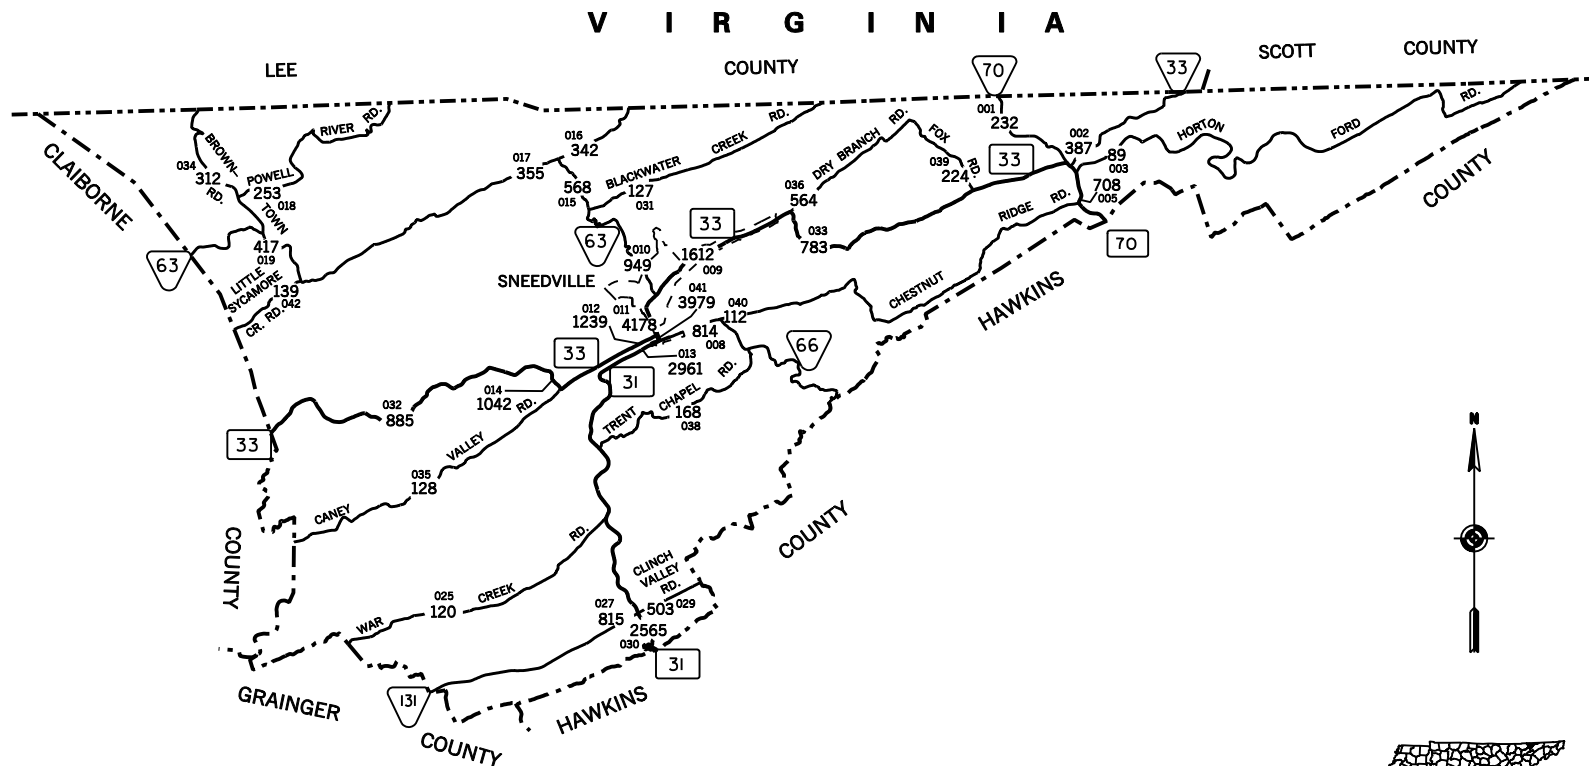 VIRGINIA
LEE
COUNTY
SCOTT
COUNTY
70
33
001
232
016
342
017
355
BROWN
RIVER RD.
034
312
RD.
POWELL
253
018
TOWN
417
019
63
CLAIBORNE
LITTLE
SYCAMORE
CR. RD.
139
042
568
015
BLACKWATER CREEK RD.
127
031
63
DRY BRANCH RD.
036
564
FOX RD.
039
224
33
002
387
89
003
708
005
HORTON FORD RD.
COUNTY
RIDGE RD.
CHESTNUT
70
HAWKINS
33
033
783
010
949
1612
009
SNEEDVILLE
041
3979
012
1239
011
4178
040
112
814
008
013
2961
66
33
31
014
1042
032
885
33
VALLEY RD.
035
128
CANEY
TRENT CHAPEL RD.
168
038
N
COUNTY
COUNTY
RD.
CREEK
025
120
WAR
CLINCH
VALLEY
RD.
027
815
503
029
2565
030
31
131
GRAINGER
COUNTY
HAWKINS